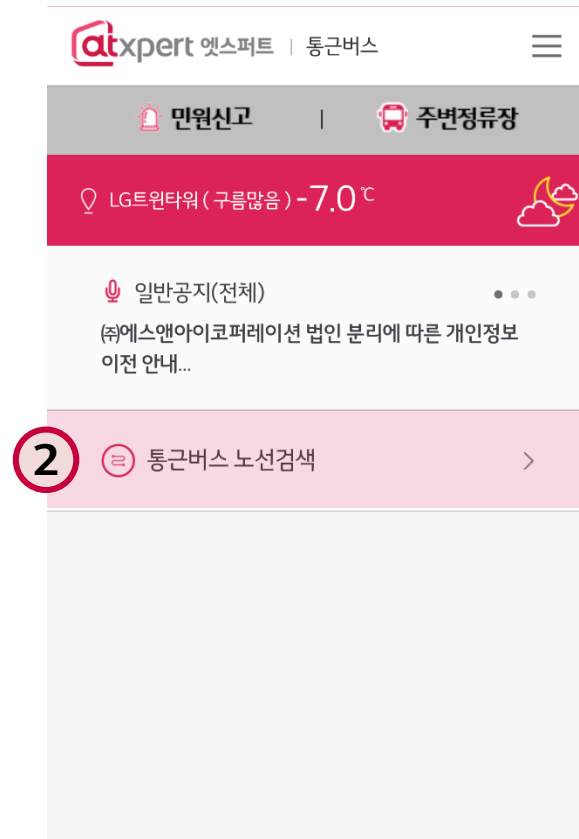 atxpert 엣스퍼트 | 통근버스
민원신고 | 주변정류장
LG트윈타워 ( 구름많음 ) -7.0 ℃
일반공지(전체)
㈜에스앤아이코퍼레이션 법인 분리에 따른 개인정보
이전 안내...
2 통근버스 노선검색